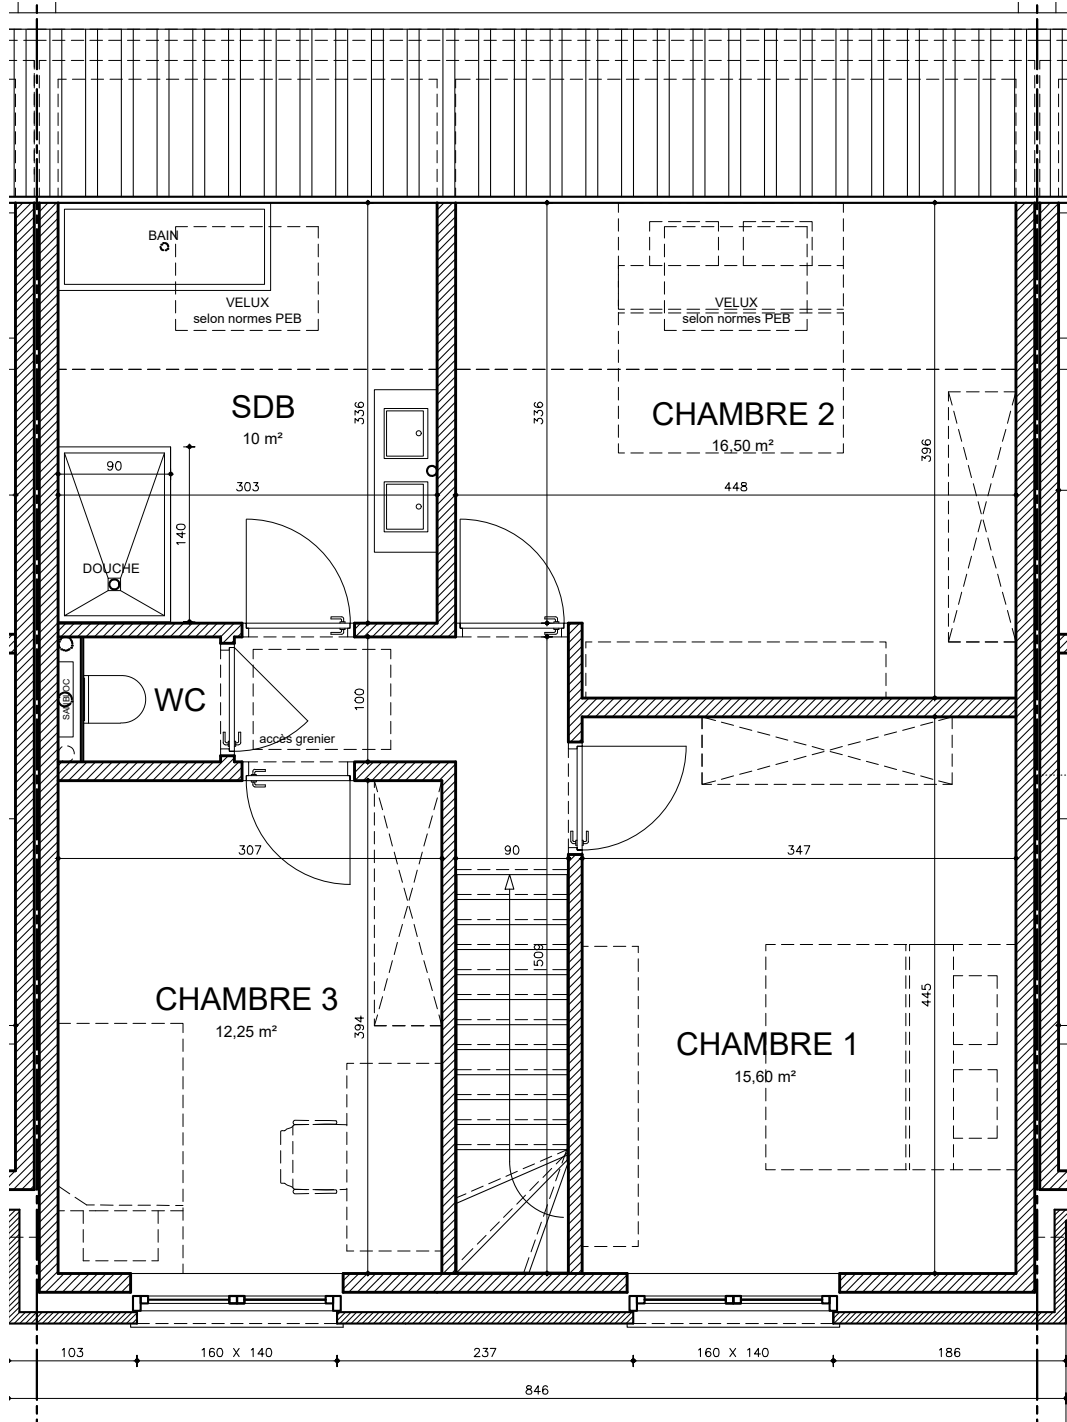 BAIN
VELUX
selon normes PEB
VELUX
selon normes PEB
SDB
10 m²
336
336
CHAMBRE 2
16,50 m²
396
90
303
448
140
DOUCHE
WC
SANIBLOC
100
accès grenier
307
90
347
509
CHAMBRE 3
12,25 m²
394
445
CHAMBRE 1
15,60 m²
103
160 X 140
237
160 X 140
186
846